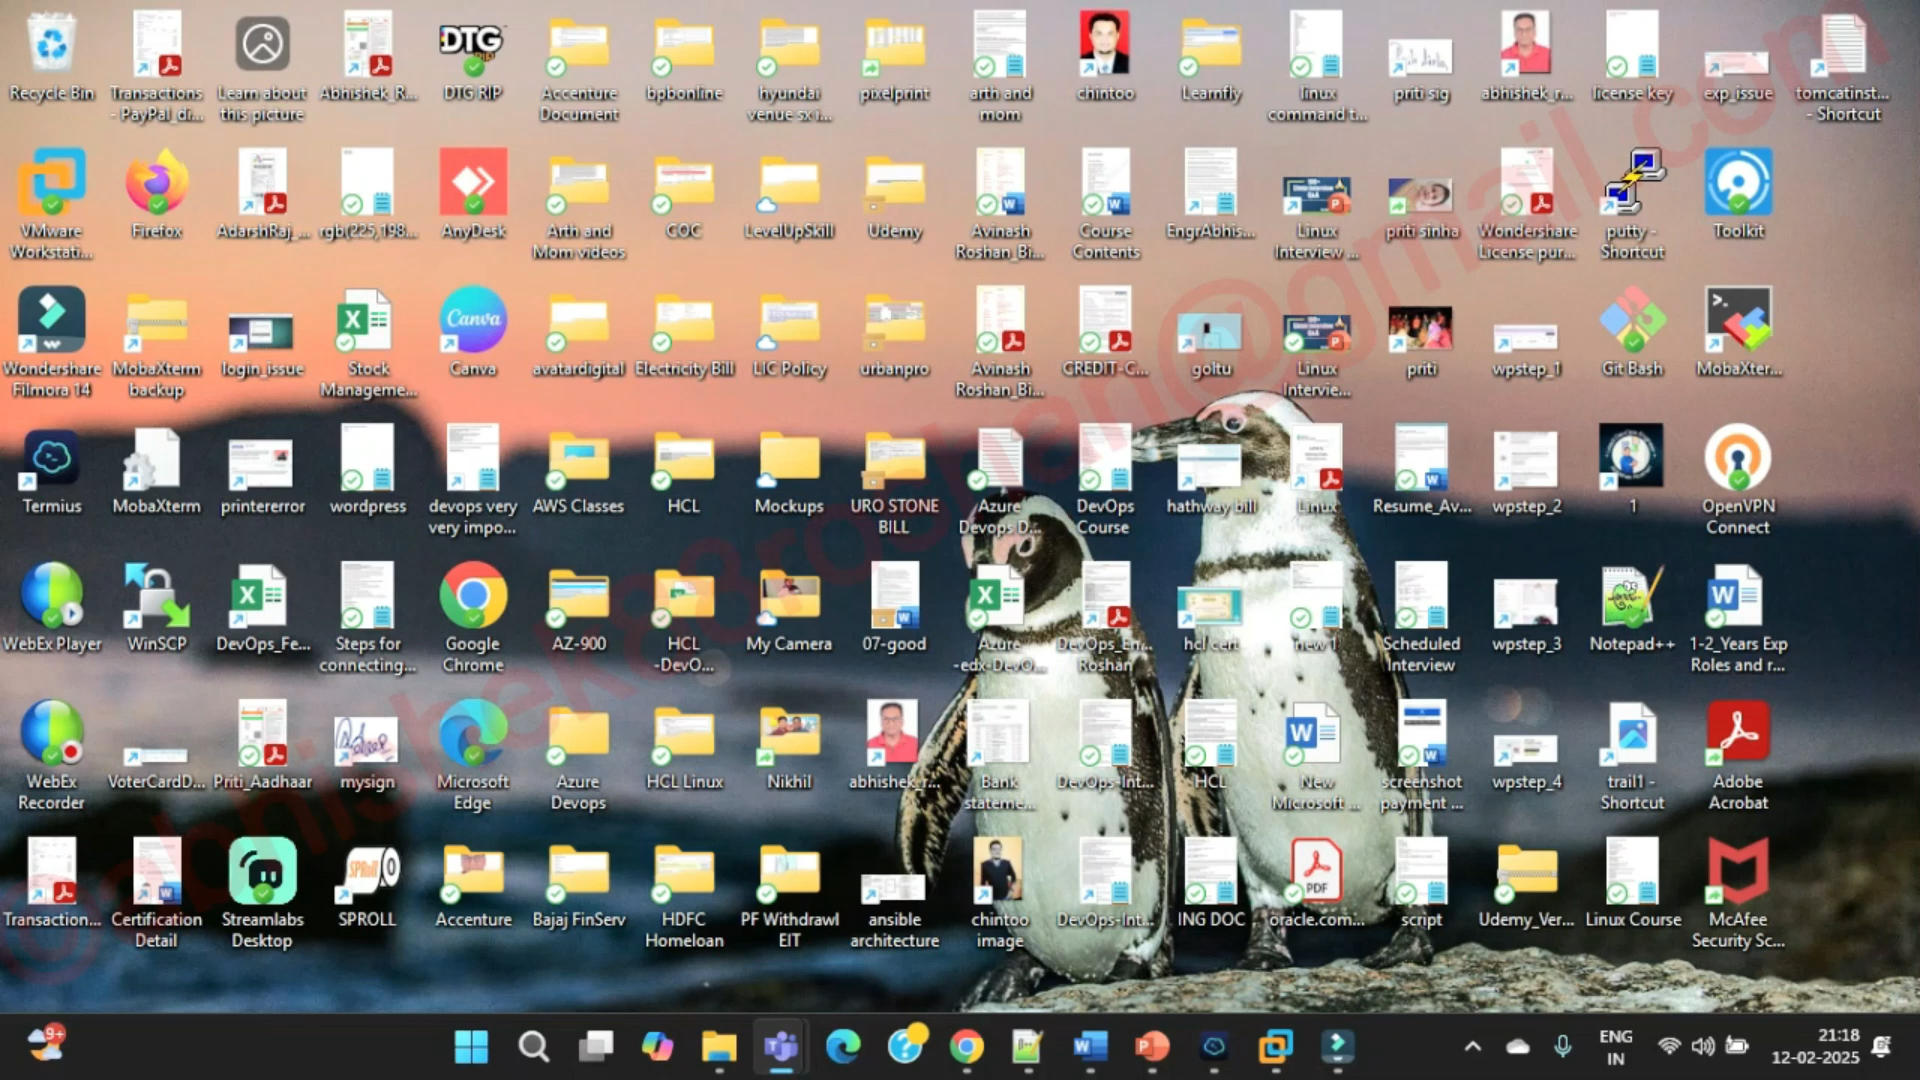 Recycle Bin
Transactions
- PayPal_di...
Learn about
this picture
Abhishek_R...
DTG RIP
Accenture
Document
bpbonline
hyundai
venue sx i...
pixelprint
arth and
mom
chintoo
Learnfly
linux
command t...
priti sig
abhishek_r...
license key
exp_issue
tomcatinst...
- Shortcut
VMware
Workstati...
Firefox
AdarshRaj_...
rgb(225,198...
AnyDesk
Arth and
Mom videos
COC
LevelUpSkill
Udemy
Avinash
Roshan_Bi...
Course
Contents
EngrAbhis...
Linux
Interview ...
priti sinha
Wondershare
License pur...
putty -
Shortcut
Toolkit
Wondershare
Filmora 14
MobaXterm
backup
login_issue
Stock
Manageme...
Canva
avatardigital
Electricity Bill
LIC Policy
urbanpro
Avinash
Roshan_Bi...
CREDIT-C...
goltu
Linux
Intervie...
priti
wpstep_1
Git Bash
MobaXter...
Termius
MobaXterm
printererror
wordpress
devops very
very impo...
AWS Classes
HCL
Mockups
URO STONE
BILL
Azure
Devops D...
DevOps
Course
hathway bill
Linux
Resume_Av...
wpstep_2
1
OpenVPN
Connect
WebEx Player
WinSCP
DevOps_Fe...
Steps for
connecting...
Google
Chrome
AZ-900
HCL
-DevO...
My Camera
07-good
Azure
-edx-DevO...
DevOps_En...
Roshan
hcl cert
new 1
Scheduled
Interview
wpstep_3
Notepad++
1-2_Years Exp
Roles and r...
WebEx
Recorder
VoterCardD...
Priti_Aadhaar
mysign
Microsoft
Edge
Azure
Devops
HCL Linux
Nikhil
abhishek_r...
Bank
stateme...
DevOps-Int...
HCL
New
Microsoft ...
screenshot
payment ...
wpstep_4
trail1 -
Shortcut
Adobe
Acrobat
Transaction...
Certification
Detail
Streamlabs
Desktop
SPROLL
Accenture
Bajaj FinServ
HDFC
Homeloan
PF Withdrawl
EIT
ansible
architecture
chintoo
image
DevOps-Int...
ING DOC
oracle.com...
script
Udemy_Ver...
Linux Course
McAfee
Security Sc...
©abhishek88roshan@gmail.com
9+
ENG
IN
21:18
12-02-2025